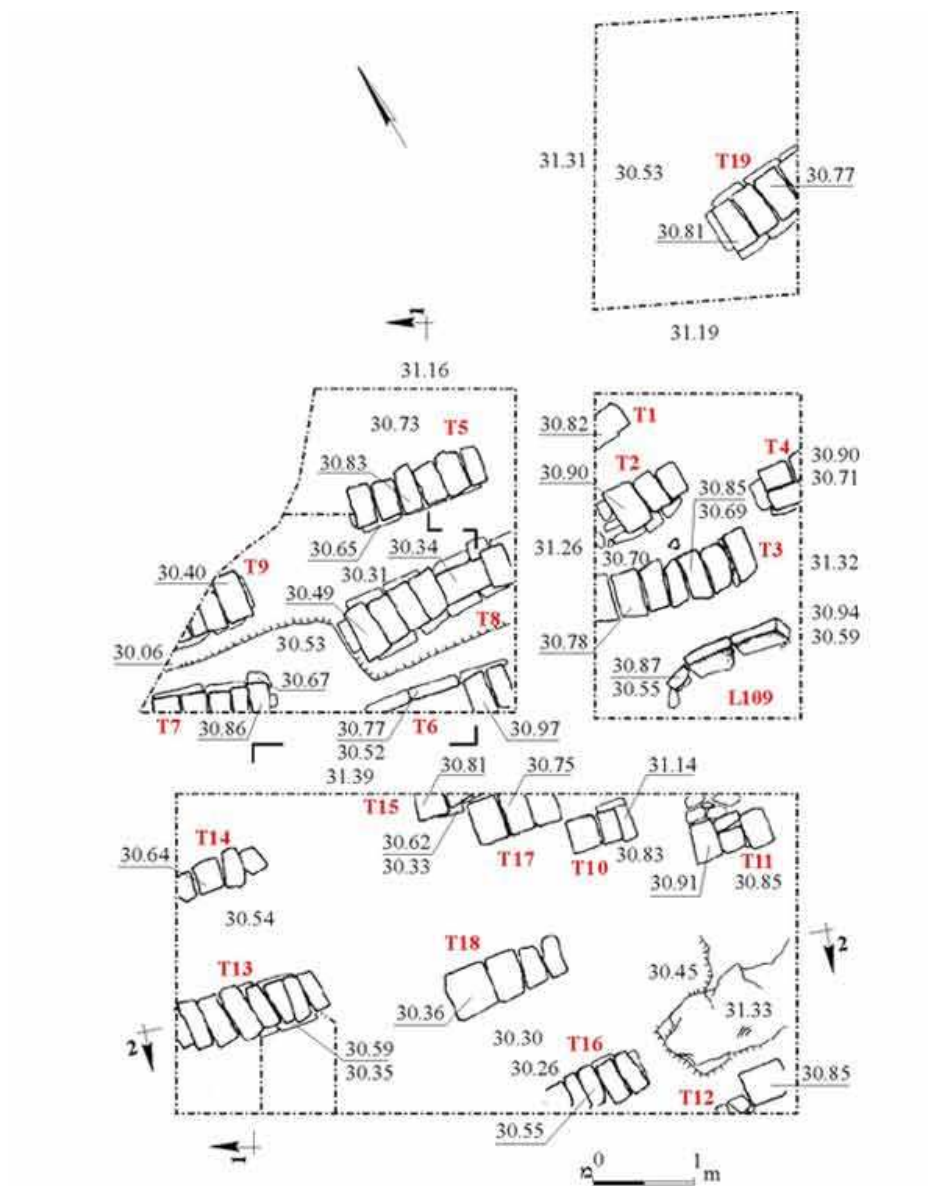 31.31
30.53
T19
30.77
30.81
31.19
1
31.16
30.73
T5
30.83
30.65
30.34
30.31
T9
30.40
30.49
T8
30.53
30.06
30.67
T7
30.86
30.77
30.52
T6
30.97
31.39
T1
30.82
T2
30.90
T4
30.90
30.71
30.85
30.69
31.26
30.70
T3
31.32
30.78
30.94
30.59
30.87
30.55
L109
T15
30.81
30.75
31.14
30.62
30.33
T17
T10
30.83
T11
30.91
30.85
T14
30.64
30.54
T13
T18
30.36
30.45
31.33
2
2
30.59
30.35
30.30
30.26
T16
30.55
T12
30.85
1
מ 0 1 m